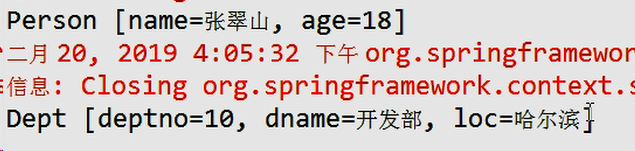 Person [name=张翠山, age=18]
二月 20, 2019 4:05:32 下午 org.springframewor
信息: Closing org.springframework.context.s
Dept [deptno=10, dname=开发部, loc=哈尔滨]